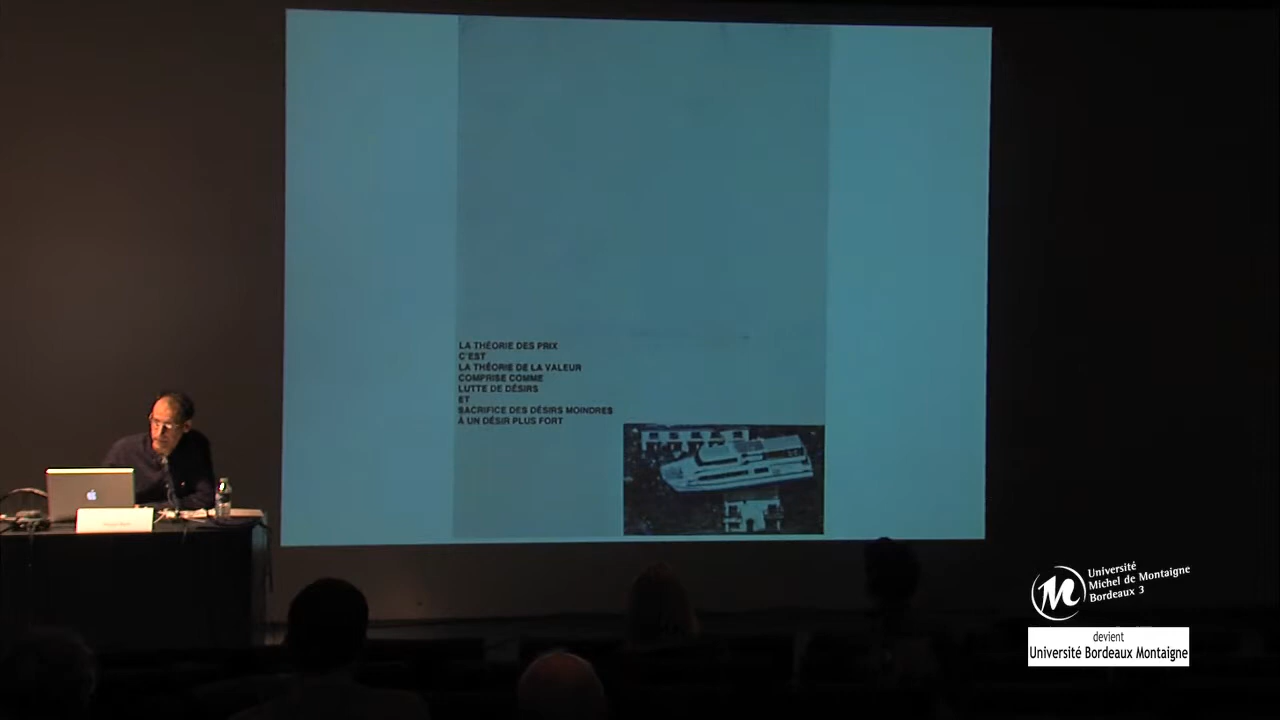 LA THÉORIE DES PRIX
C'EST
LA THÉORIE DE LA VALEUR
COMPRISE COMME
LUTTE DE DÉSIRS
ET
SACRIFICE DES DÉSIRS MOINDRES
À UN DÉSIR PLUS FORT
Université
Michel de Montaigne
Bordeaux 3
devient
Université Bordeaux Montaigne